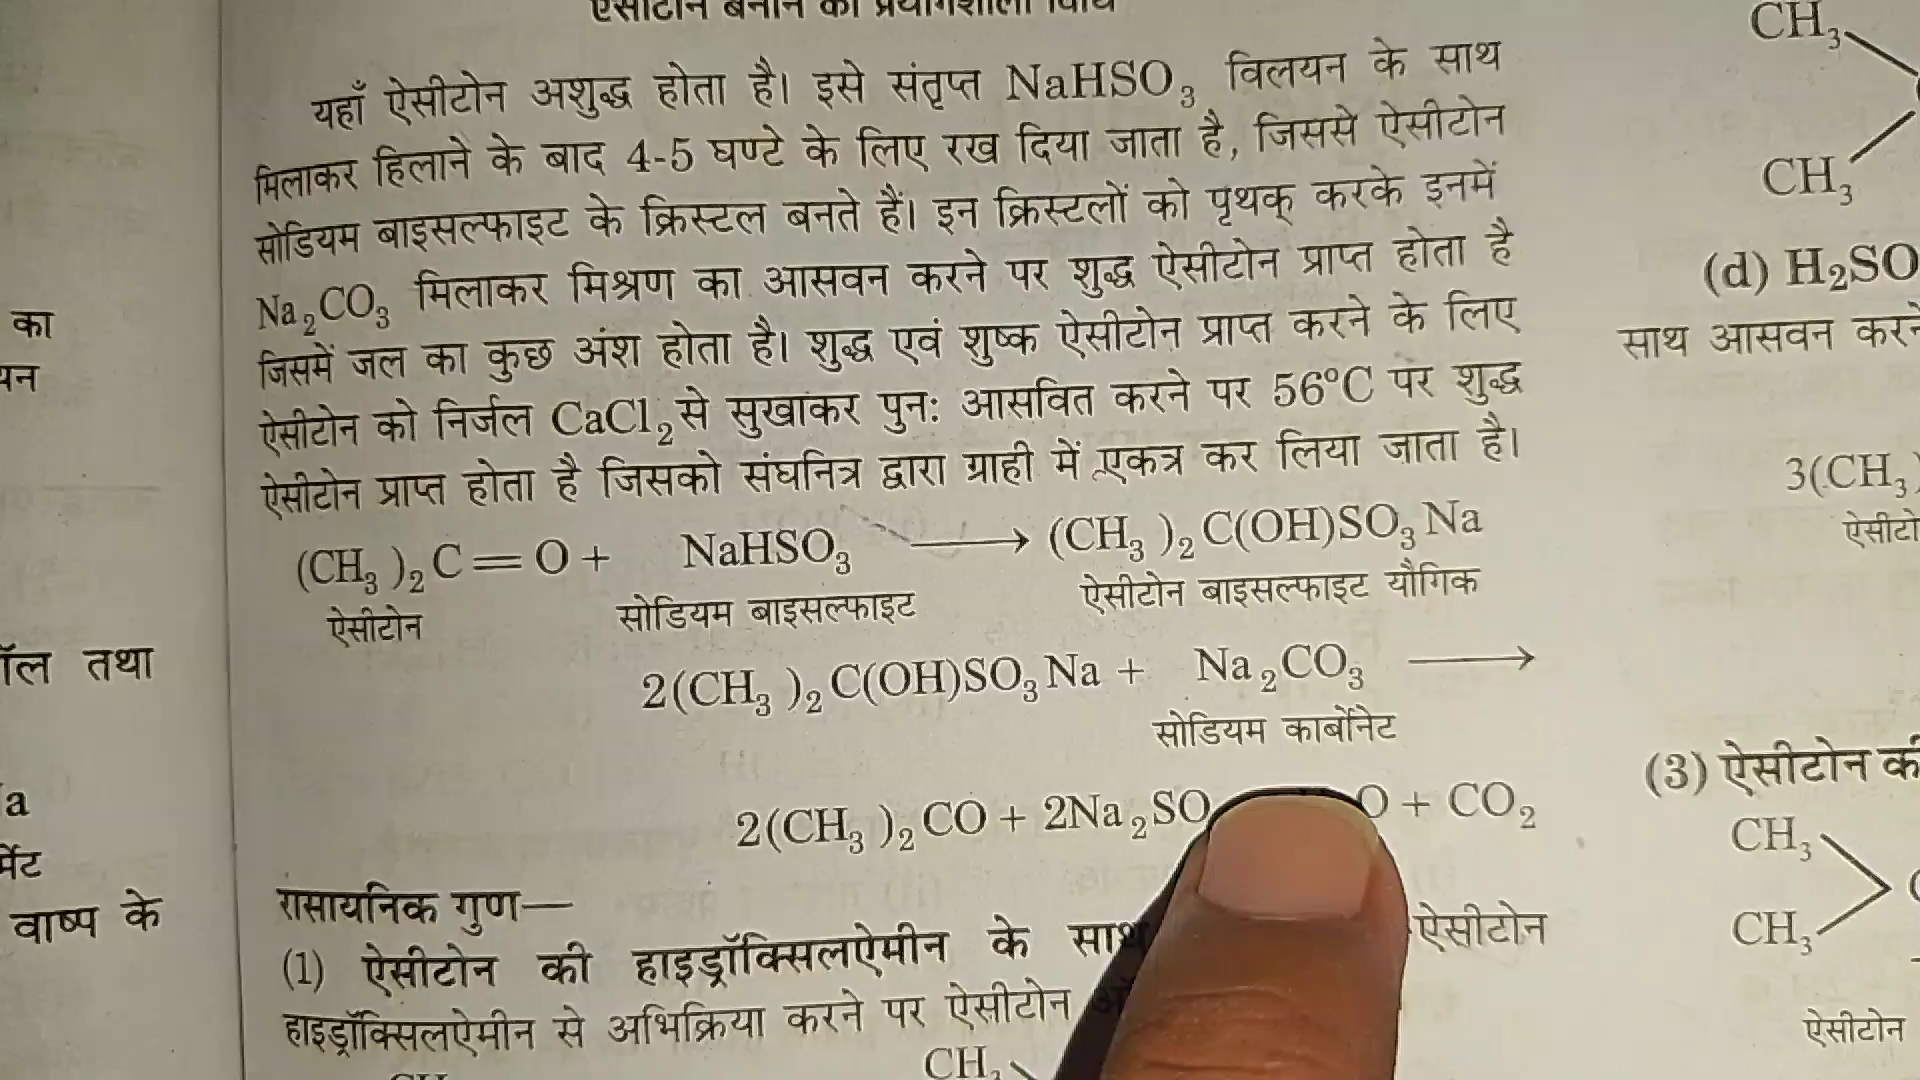 ऐसीटोन बनाने की प्रयोगशाला विधि
यहाँ ऐसीटोन अशुद्ध होता है। इसे संतृप्त NaHSO₃ विलयन के साथ
मिलाकर हिलाने के बाद 4-5 घण्टे के लिए रख दिया जाता है, जिससे ऐसीटोन
सोडियम बाइसल्फाइट के क्रिस्टल बनते हैं। इन क्रिस्टलों को पृथक् करके इनमें
Na₂CO₃ मिलाकर मिश्रण का आसवन करने पर शुद्ध ऐसीटोन प्राप्त होता है
जिसमें जल का कुछ अंश होता है। शुद्ध एवं शुष्क ऐसीटोन प्राप्त करने के लिए
ऐसीटोन को निर्जल CaCl₂ से सुखाकर पुनः आसवित करने पर 56°C पर शुद्ध
ऐसीटोन प्राप्त होता है जिसको संघनित्र द्वारा ग्राही में एकत्र कर लिया जाता है।
(CH₃)₂C=O + NaHSO₃ ⟶ (CH₃)₂C(OH)SO₃Na
ऐसीटोन सोडियम बाइसल्फाइट ऐसीटोन बाइसल्फाइट यौगिक
2(CH₃)₂C(OH)SO₃Na + Na₂CO₃ ⟶
सोडियम कार्बोनेट
2(CH₃)₂CO + 2Na₂SO O + CO₂
रासायनिक गुण—
(1) ऐसीटोन की हाइड्रॉक्सिलऐमीन के साथ ऐसीटोन
हाइड्रॉक्सिलऐमीन से अभिक्रिया करने पर ऐसीटोन
CH₃
का
यन
ॉल तथा
a
मेंट
वाष्प के
CH₃
CH₃
(d) H₂SO
साथ आसवन करने
3(CH₃)
ऐसीटो
(3) ऐसीटोन की
CH₃
CH₃
ऐसीटोन